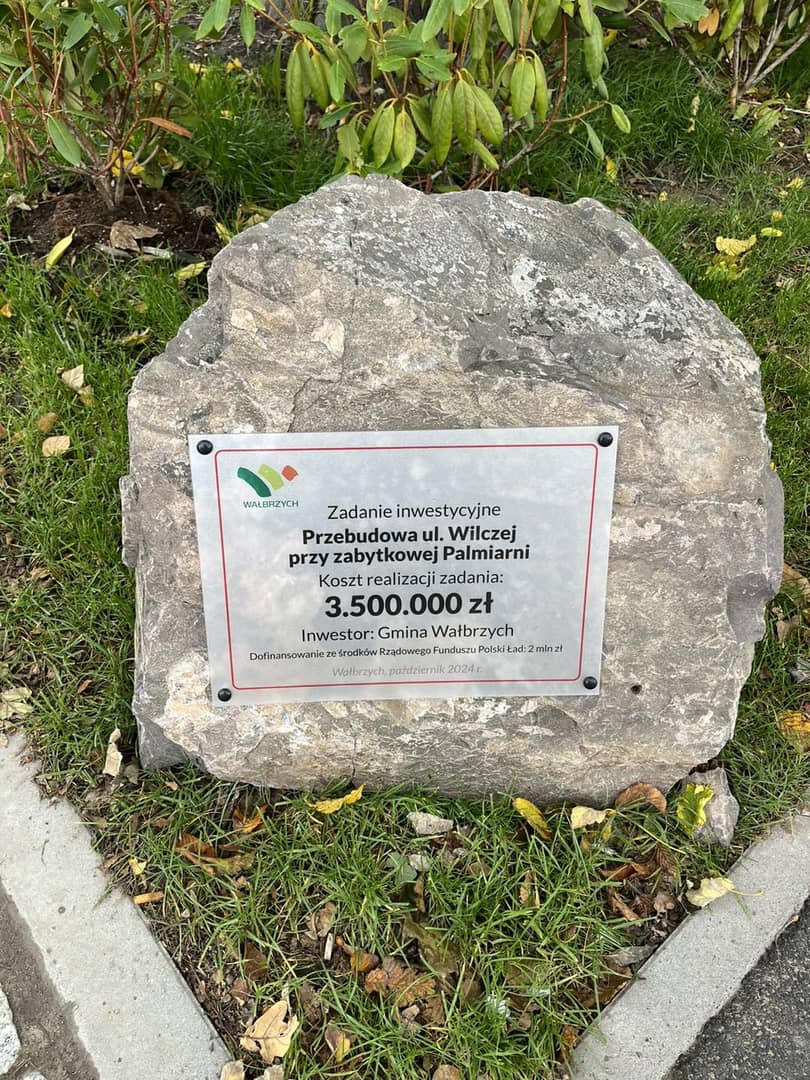 WAŁBRZYCH
Zadanie inwestycyjne
Przebudowa ul. Wilczej
przy zabytkowej Palmiarni
Koszt realizacji zadania:
3.500.000 zł
Inwestor: Gmina Wałbrzych
Dofinansowanie ze środków Rządowego Funduszu Polski Ład: 2 mln zł
Wałbrzych, październik 2024 r.